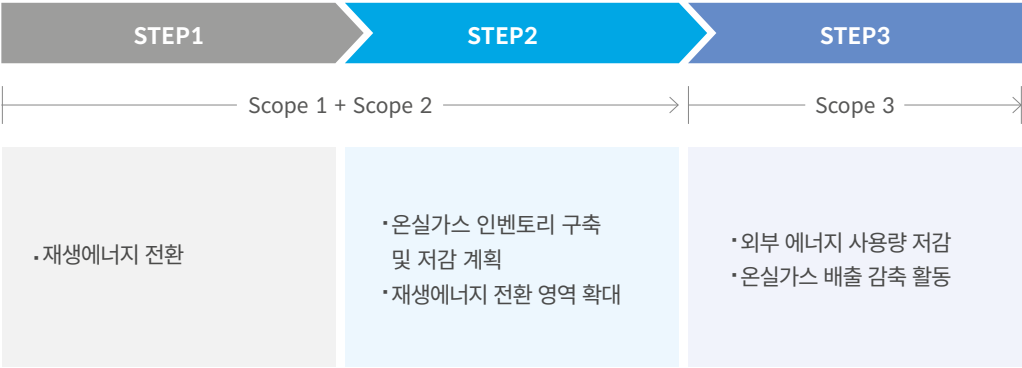 STEP1
STEP2
STEP3
Scope 1 + Scope 2
Scope 3
· 재생에너지 전환
· 온실가스 인벤토리 구축
및 저감 계획
· 재생에너지 전환 영역 확대
· 외부 에너지 사용량 저감
· 온실가스 배출 감축 활동